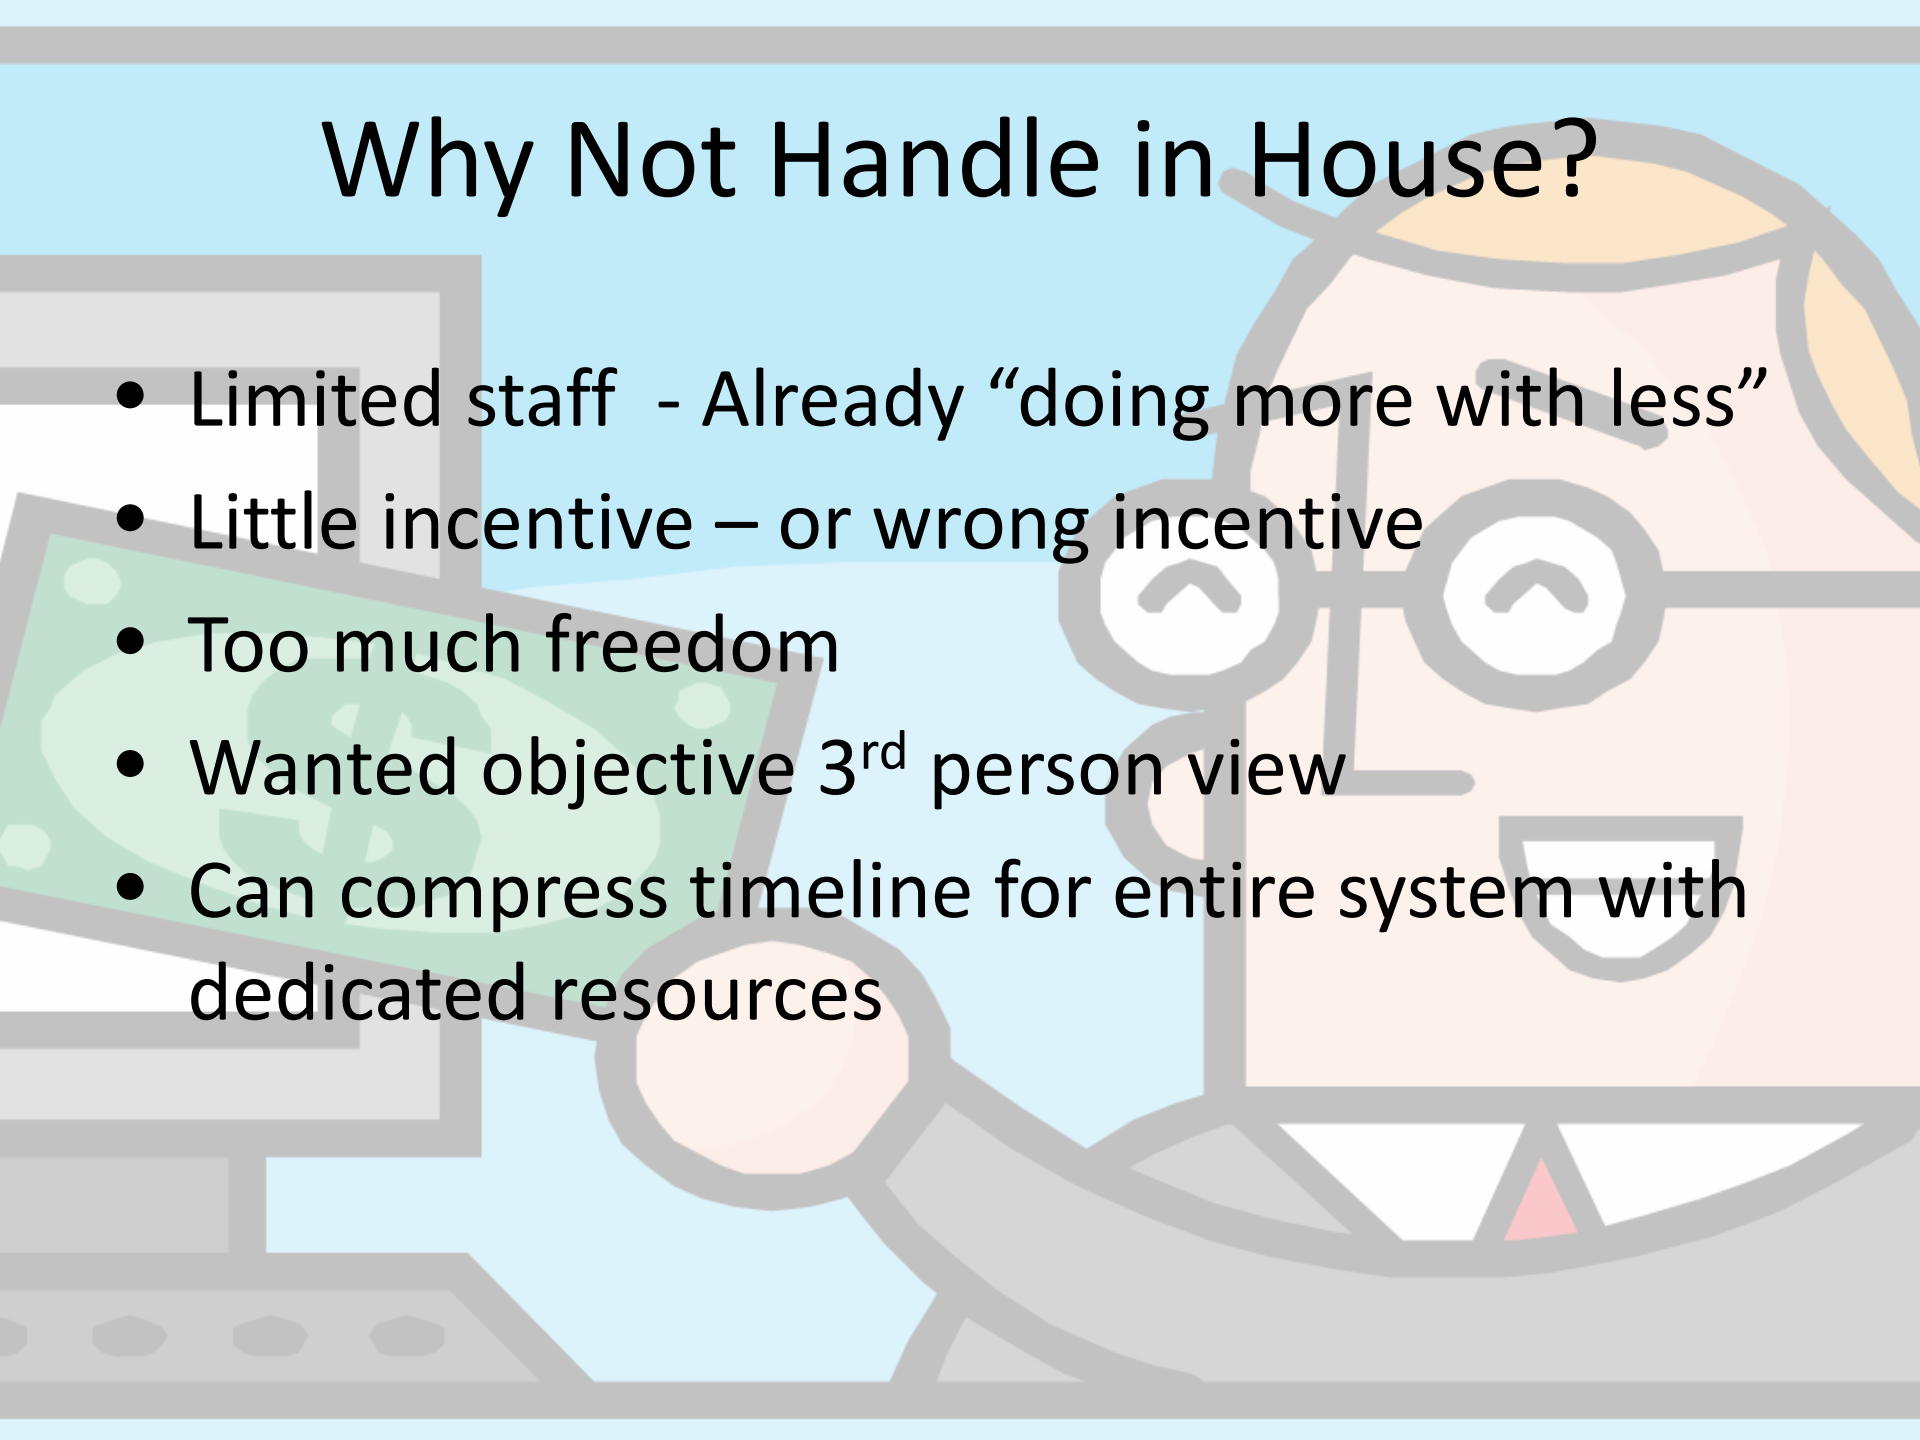 Why Not Handle in House?
• Limited staff  - Already “doing more with less”
• Little incentive – or wrong incentive
• Too much freedom
• Wanted objective 3rd person view
• Can compress timeline for entire system with
dedicated resources